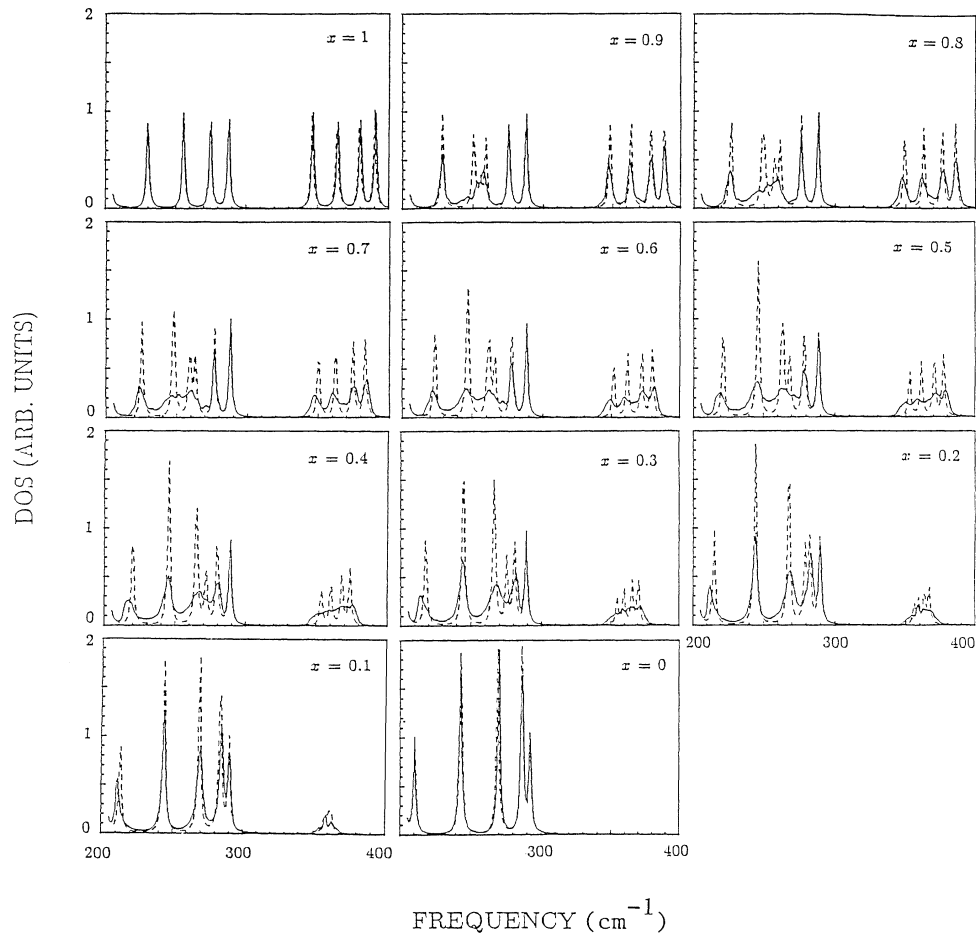 2
1
0
x = 1
x = 0.9
x = 0.8
2
1
0
x = 0.7
x = 0.6
x = 0.5
2
1
0
x = 0.4
x = 0.3
x = 0.2
200
300
400
2
1
0
x = 0.1
x = 0
200
300
400
300
400
DOS (ARB. UNITS)
FREQUENCY (cm⁻¹)